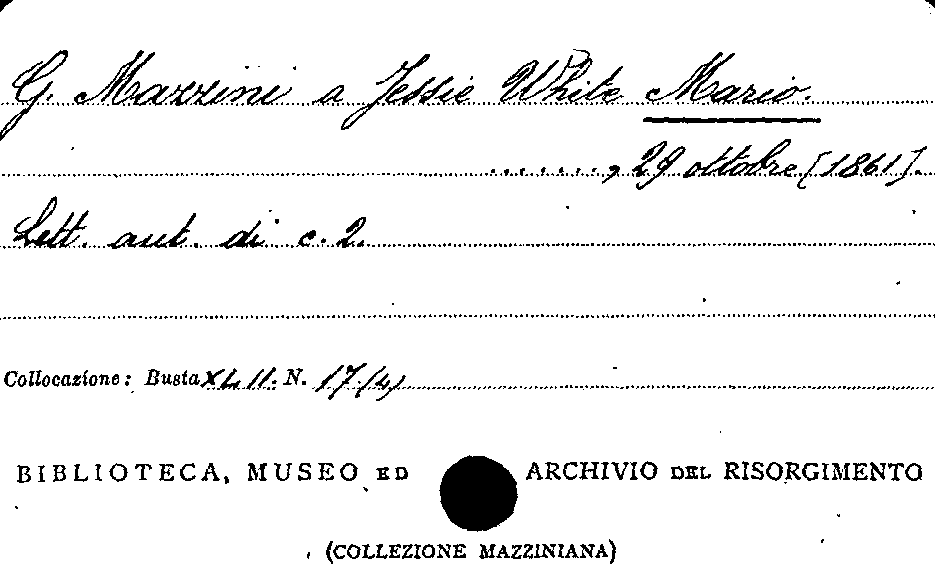 G. Mazzini a Jessie White Mario.
......., 29 ottobre [1861].
Lett. aut. di c. 2.
Collocazione: Busta XLII. N. 17(4)
BIBLIOTECA, MUSEO ED ARCHIVIO DEL RISORGIMENTO
(COLLEZIONE MAZZINIANA)